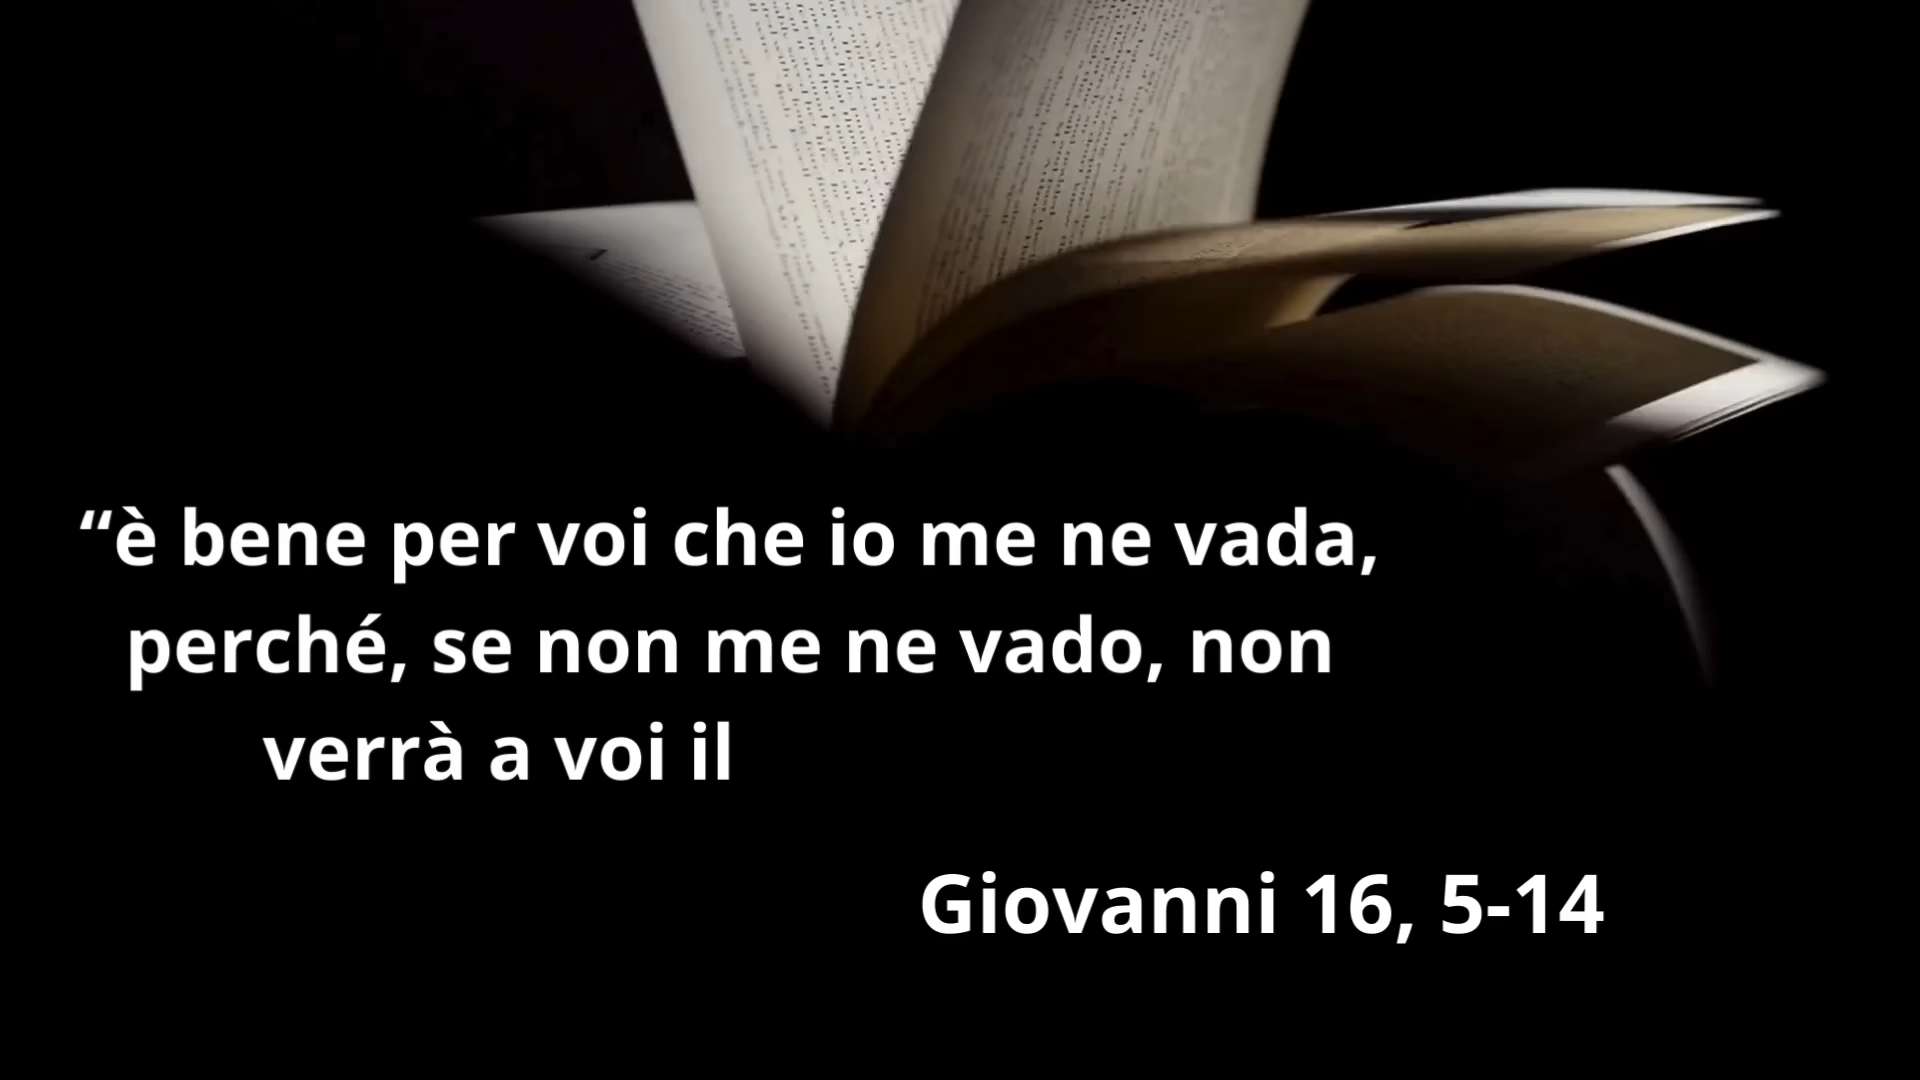 “è bene per voi che io me ne vada,
perché, se non me ne vado, non
verrà a voi il
Giovanni 16, 5-14